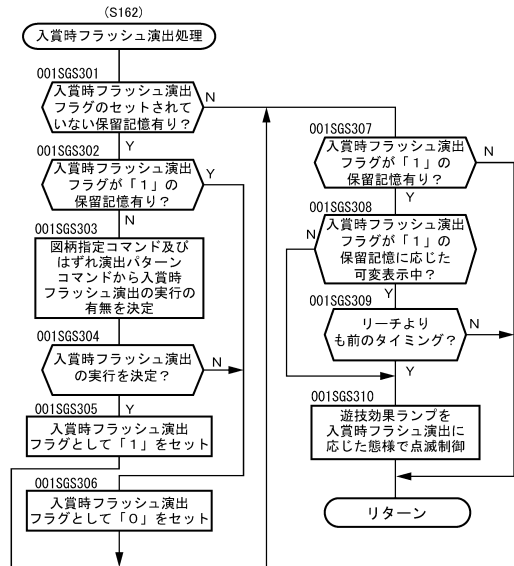 (S162)
入賞時フラッシュ演出処理
001SGS301
入賞時フラッシュ演出
フラグのセットされて
いない保留記憶有り？
N
Y
001SGS302
入賞時フラッシュ演出
フラグが「1」の
保留記憶有り？
Y
N
001SGS303
図柄指定コマンド及び
はずれ演出パターン
コマンドから入賞時
フラッシュ演出の実行の
有無を決定
001SGS304
入賞時フラッシュ演出
の実行を決定？
N
Y
001SGS305
入賞時フラッシュ演出
フラグとして「1」をセット
001SGS306
入賞時フラッシュ演出
フラグとして「0」をセット
001SGS307
入賞時フラッシュ演出
フラグが「1」の
保留記憶有り？
N
Y
001SGS308
入賞時フラッシュ演出
フラグが「1」の
保留記憶に応じた
可変表示中？
N
Y
001SGS309
リーチより
も前のタイミング？
N
Y
001SGS310
遊技効果ランプを
入賞時フラシュ演出に
応じた態様で点滅制御
リターン